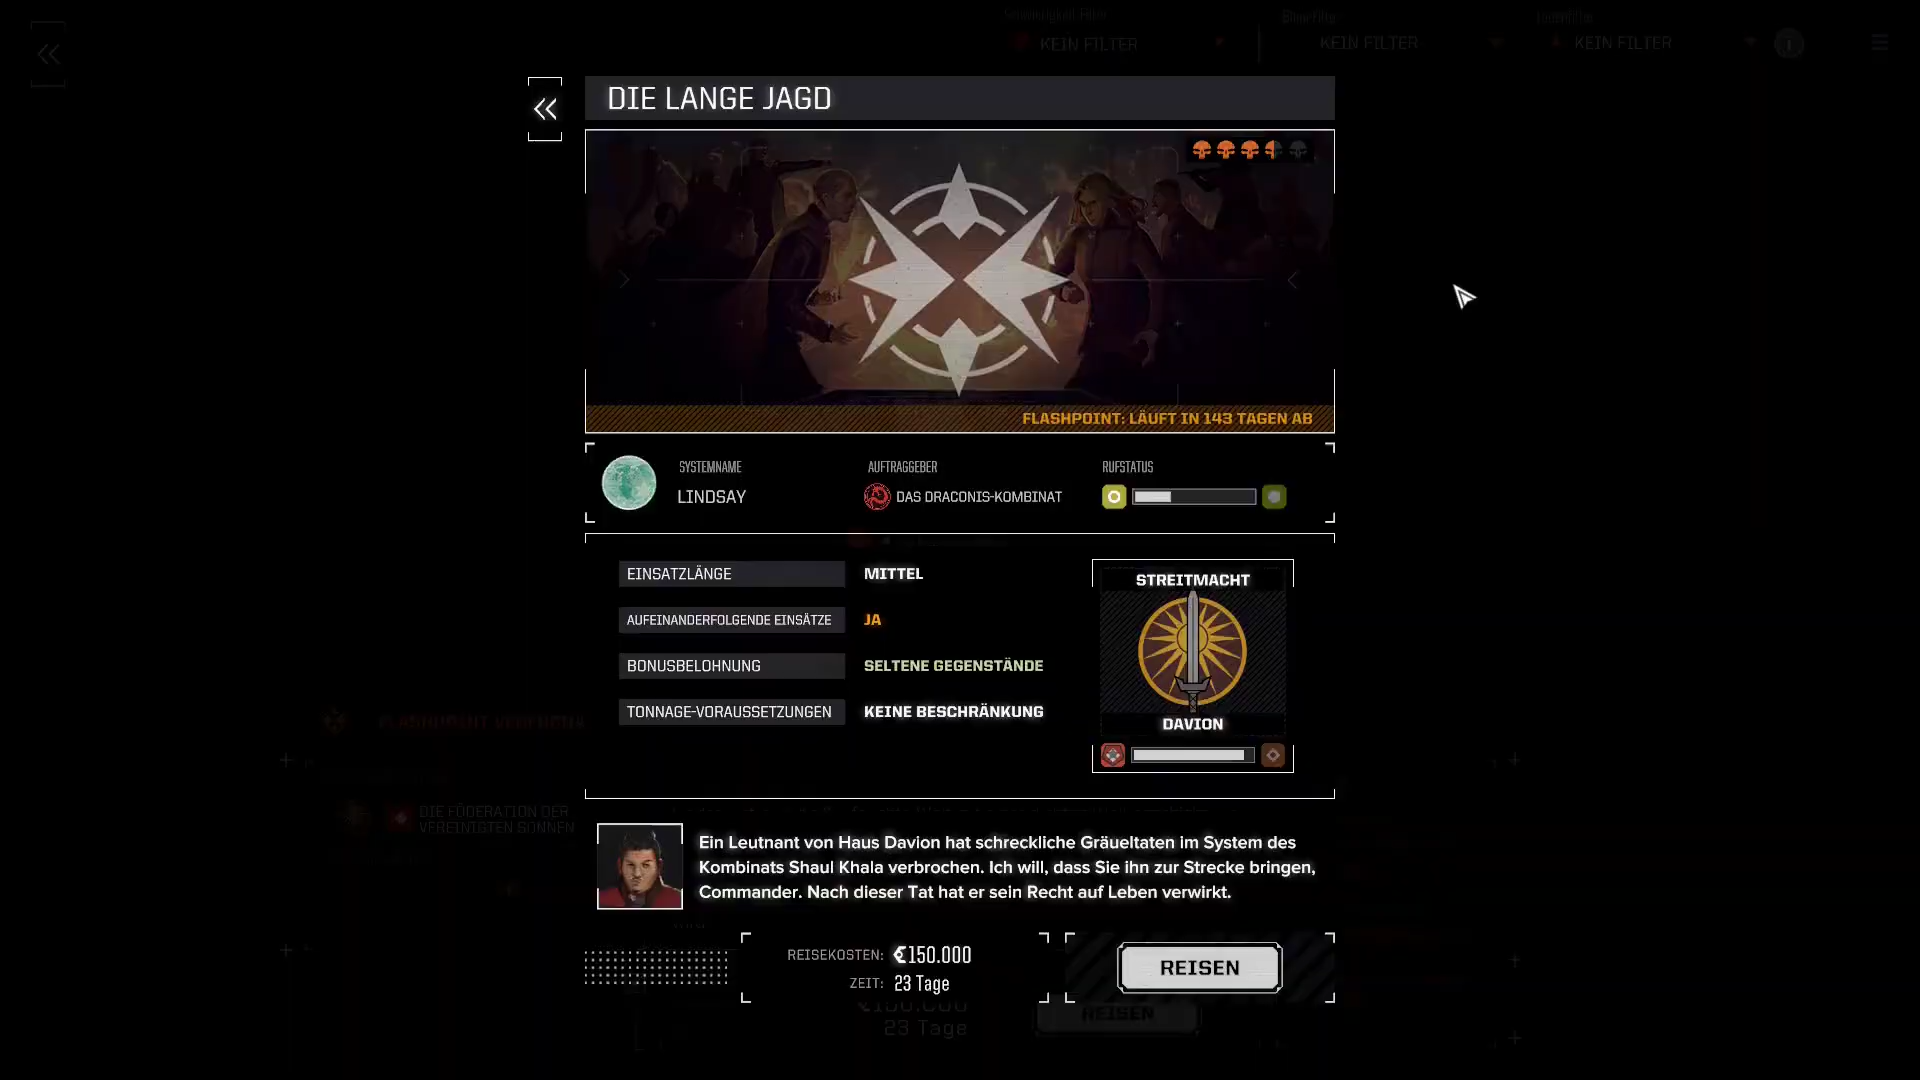 KEIN FILTER
KEIN FILTER
KEIN FILTER
DIE LANGE JAGD
FLASHPOINT: LÄUFT IN 143 TAGEN AB
SYSTEMNAME
LINDSAY
AUFTRAGGEBER
DAS DRACONIS-KOMBINAT
RUFSTATUS
EINSATZLÄNGE
MITTEL
AUFEINANDERFOLGENDE EINSÄTZE
JA
BONUSBELOHNUNG
SELTENE GEGENSTÄNDE
TONNAGE-VORAUSSETZUNGEN
KEINE BESCHRÄNKUNG
STREITMACHT
DAVION
DIE FÖDERATION DER
VEREINIGTEN SONNEN
Ein Leutnant von Haus Davion hat schreckliche Gräueltaten im System des
Kombinats Shaul Khala verbrochen. Ich will, dass Sie ihn zur Strecke bringen,
Commander. Nach dieser Tat hat er sein Recht auf Leben verwirkt.
REISEKOSTEN: €150.000
ZEIT: 23 Tage
REISEN
23 Tage
REISEN